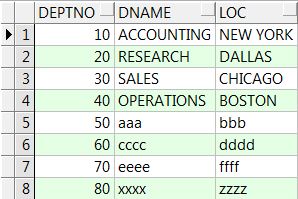 DEPTNO DNAME LOC
1 10 ACCOUNTING NEW YORK
2 20 RESEARCH DALLAS
3 30 SALES CHICAGO
4 40 OPERATIONS BOSTON
5 50 aaa bbb
6 60 cccc dddd
7 70 eeee ffff
8 80 xxxx zzzz